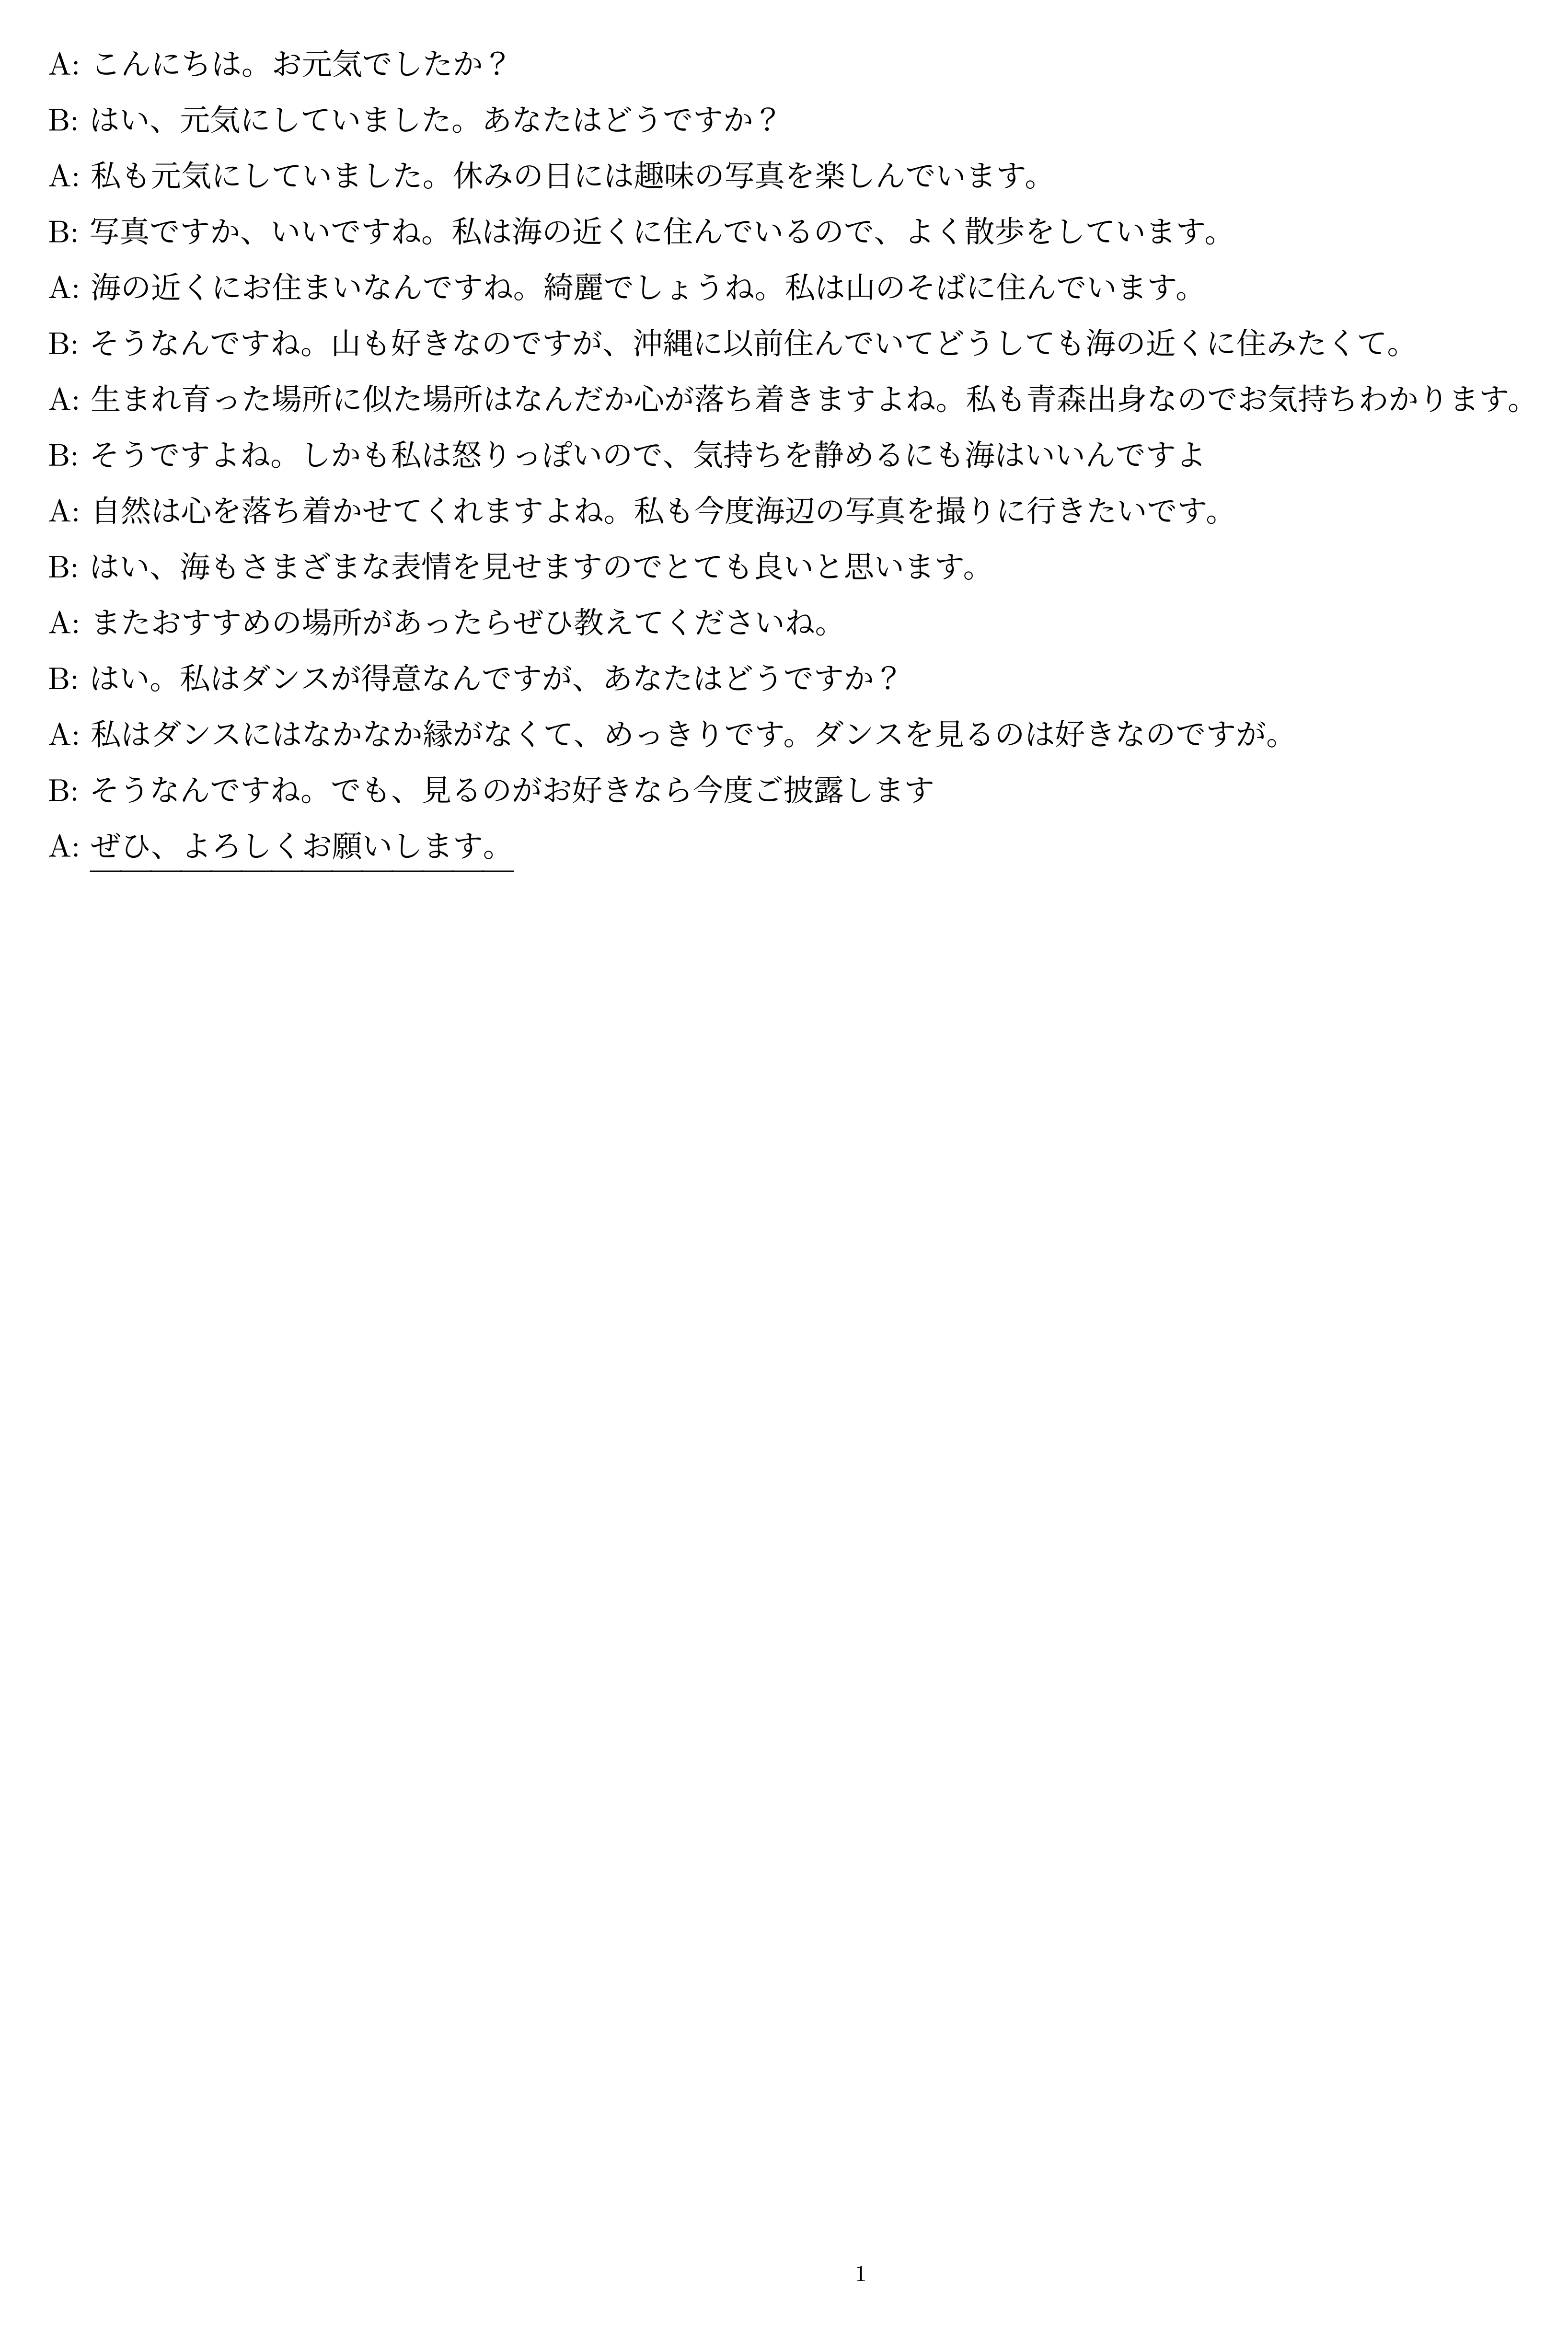 A: こんにちは。お元気でしたか？
B: はい、元気にしていました。あなたはどうですか？
A: 私も元気にしていました。休みの日には趣味の写真を楽しんでいます。
B: 写真ですか、いいですね。私は海の近くに住んでいるので、よく散歩をしています。
A: 海の近くにお住まいなんですね。綺麗でしょうね。私は山のそばに住んでいます。
B: そうなんですね。山も好きなのですが、沖縄に以前住んでいてどうしても海の近くに住みたくて。
A: 生まれ育った場所に似た場所はなんだか心が落ち着きますよね。私も青森出身なのでお気持ちわかります。
B: そうですよね。しかも私は怒りっぽいので、気持ちを静めるにも海はいいんですよ
A: 自然は心を落ち着かせてくれますよね。私も今度海辺の写真を撮りに行きたいです。
B: はい、海もさまざまな表情を見せますのでとても良いと思います。
A: またおすすめの場所があったらぜひ教えてくださいね。
B: はい。私はダンスが得意なんですが、あなたはどうですか？
A: 私はダンスにはなかなか縁がなくて、めっきりです。ダンスを見るのは好きなのですが。
B: そうなんですね。でも、見るのがお好きなら今度ご披露します
A: ぜひ、よろしくお願いします。
1